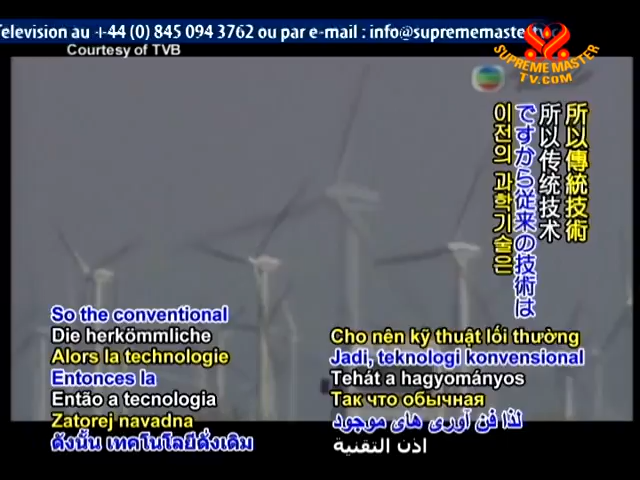 Television au +44 (0) 845 094 3762 ou par e-mail : info@suprememastertv
Courtesy of TVB
SUPREME MASTER
TV.COM
所以傳統技術
所以传统技术
ですから従来の技術は
이전의 과학기술은
So the conventional
Die herkömmliche
Alors la technologie
Entonces la
Então a tecnologia
Zatorej navadna
ดังนั้น เทคโนโลยีดั้งเดิม
Cho nên kỹ thuật lối thường
Jadi, teknologi konvensional
Tehát a hagyományos
Так что обычная
لذا فن آوری های موجود
اذن التقنية